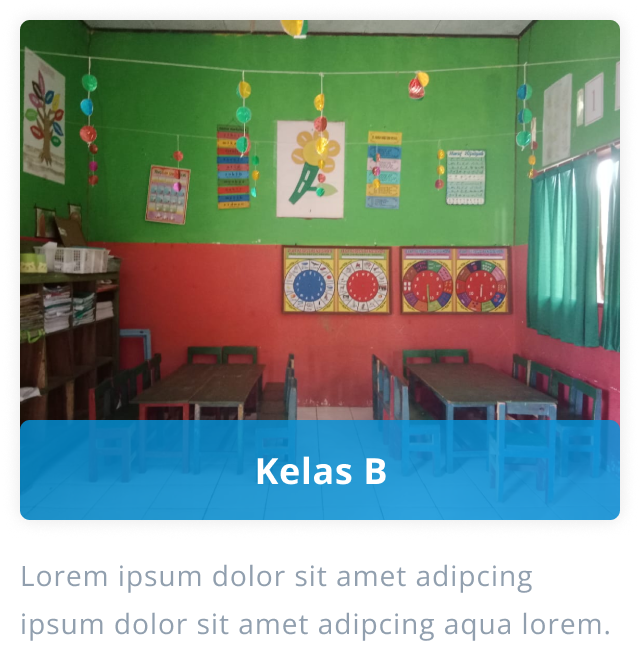 Kelas B
Lorem ipsum dolor sit amet adipcing
ipsum dolor sit amet adipcing aqua lorem.